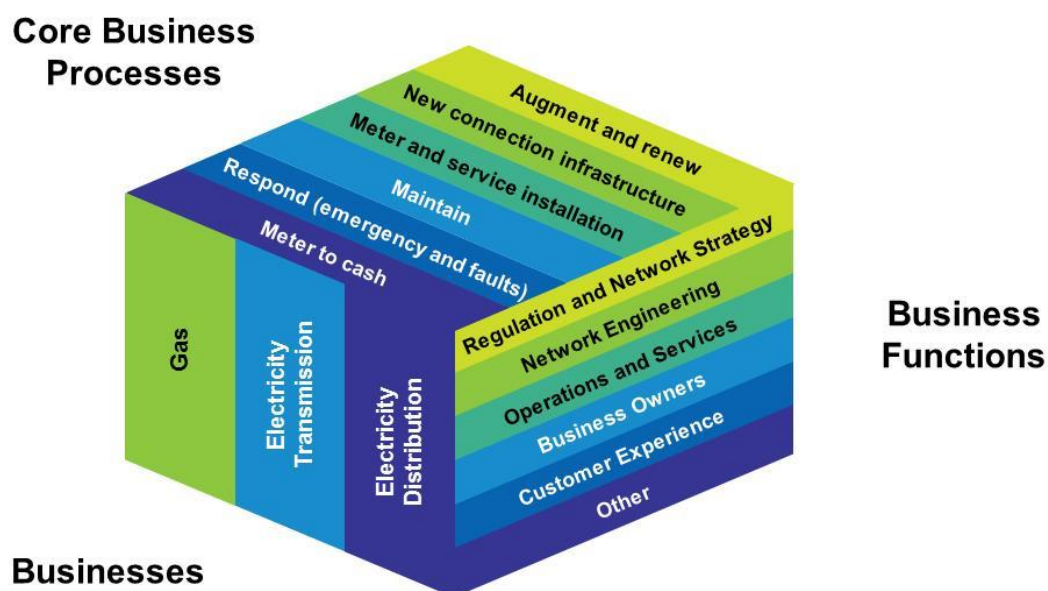 Core Business
Processes
Augment and renew
New connection infrastructure
Meter and service installation
Maintain
Respond (emergency and faults)
Meter to cash
Regulation and Network Strategy
Network Engineering
Operations and Services
Business Owners
Customer Experience
Other
Business
Functions
Gas
Electricity
Transmission
Electricity
Distribution
Businesses